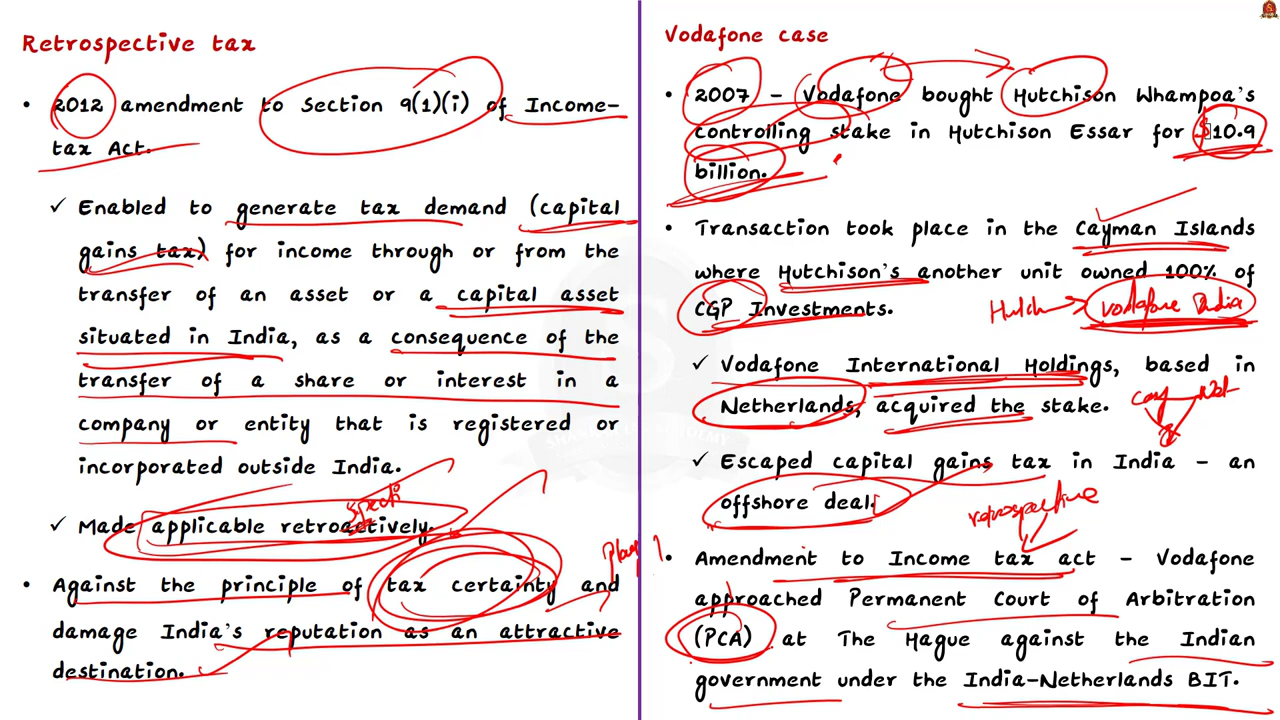 Retrospective tax
• 2012 amendment to Section 9(1)(i) of Income-
tax Act.
✓ Enabled to generate tax demand (capital
gains tax) for income through or from the
transfer of an asset or a capital asset
situated in India, as a consequence of the
transfer of a share or interest in a
company or entity that is registered or
incorporated outside India.
✓ Made applicable retroactively.
• Against the principle of tax certainty and
damage India's reputation as an attractive
destination.
Vodafone case
• 2007 – Vodafone bought Hutchison Whampoa's
controlling stake in Hutchison Essar for $10.9
billion.
• Transaction took place in the Cayman Islands
where Hutchison's another unit owned 100% of
CGP Investments.
Hutch → Vodafone India
✓ Vodafone International Holdings, based in
Netherlands, acquired the stake.
Cay Net
✓ Escaped capital gains tax in India – an
offshore deal.
retrospective
• Amendment to Income tax act – Vodafone
approached Permanent Court of Arbitration
(PCA) at The Hague against the Indian
government under the India-Netherlands BIT.